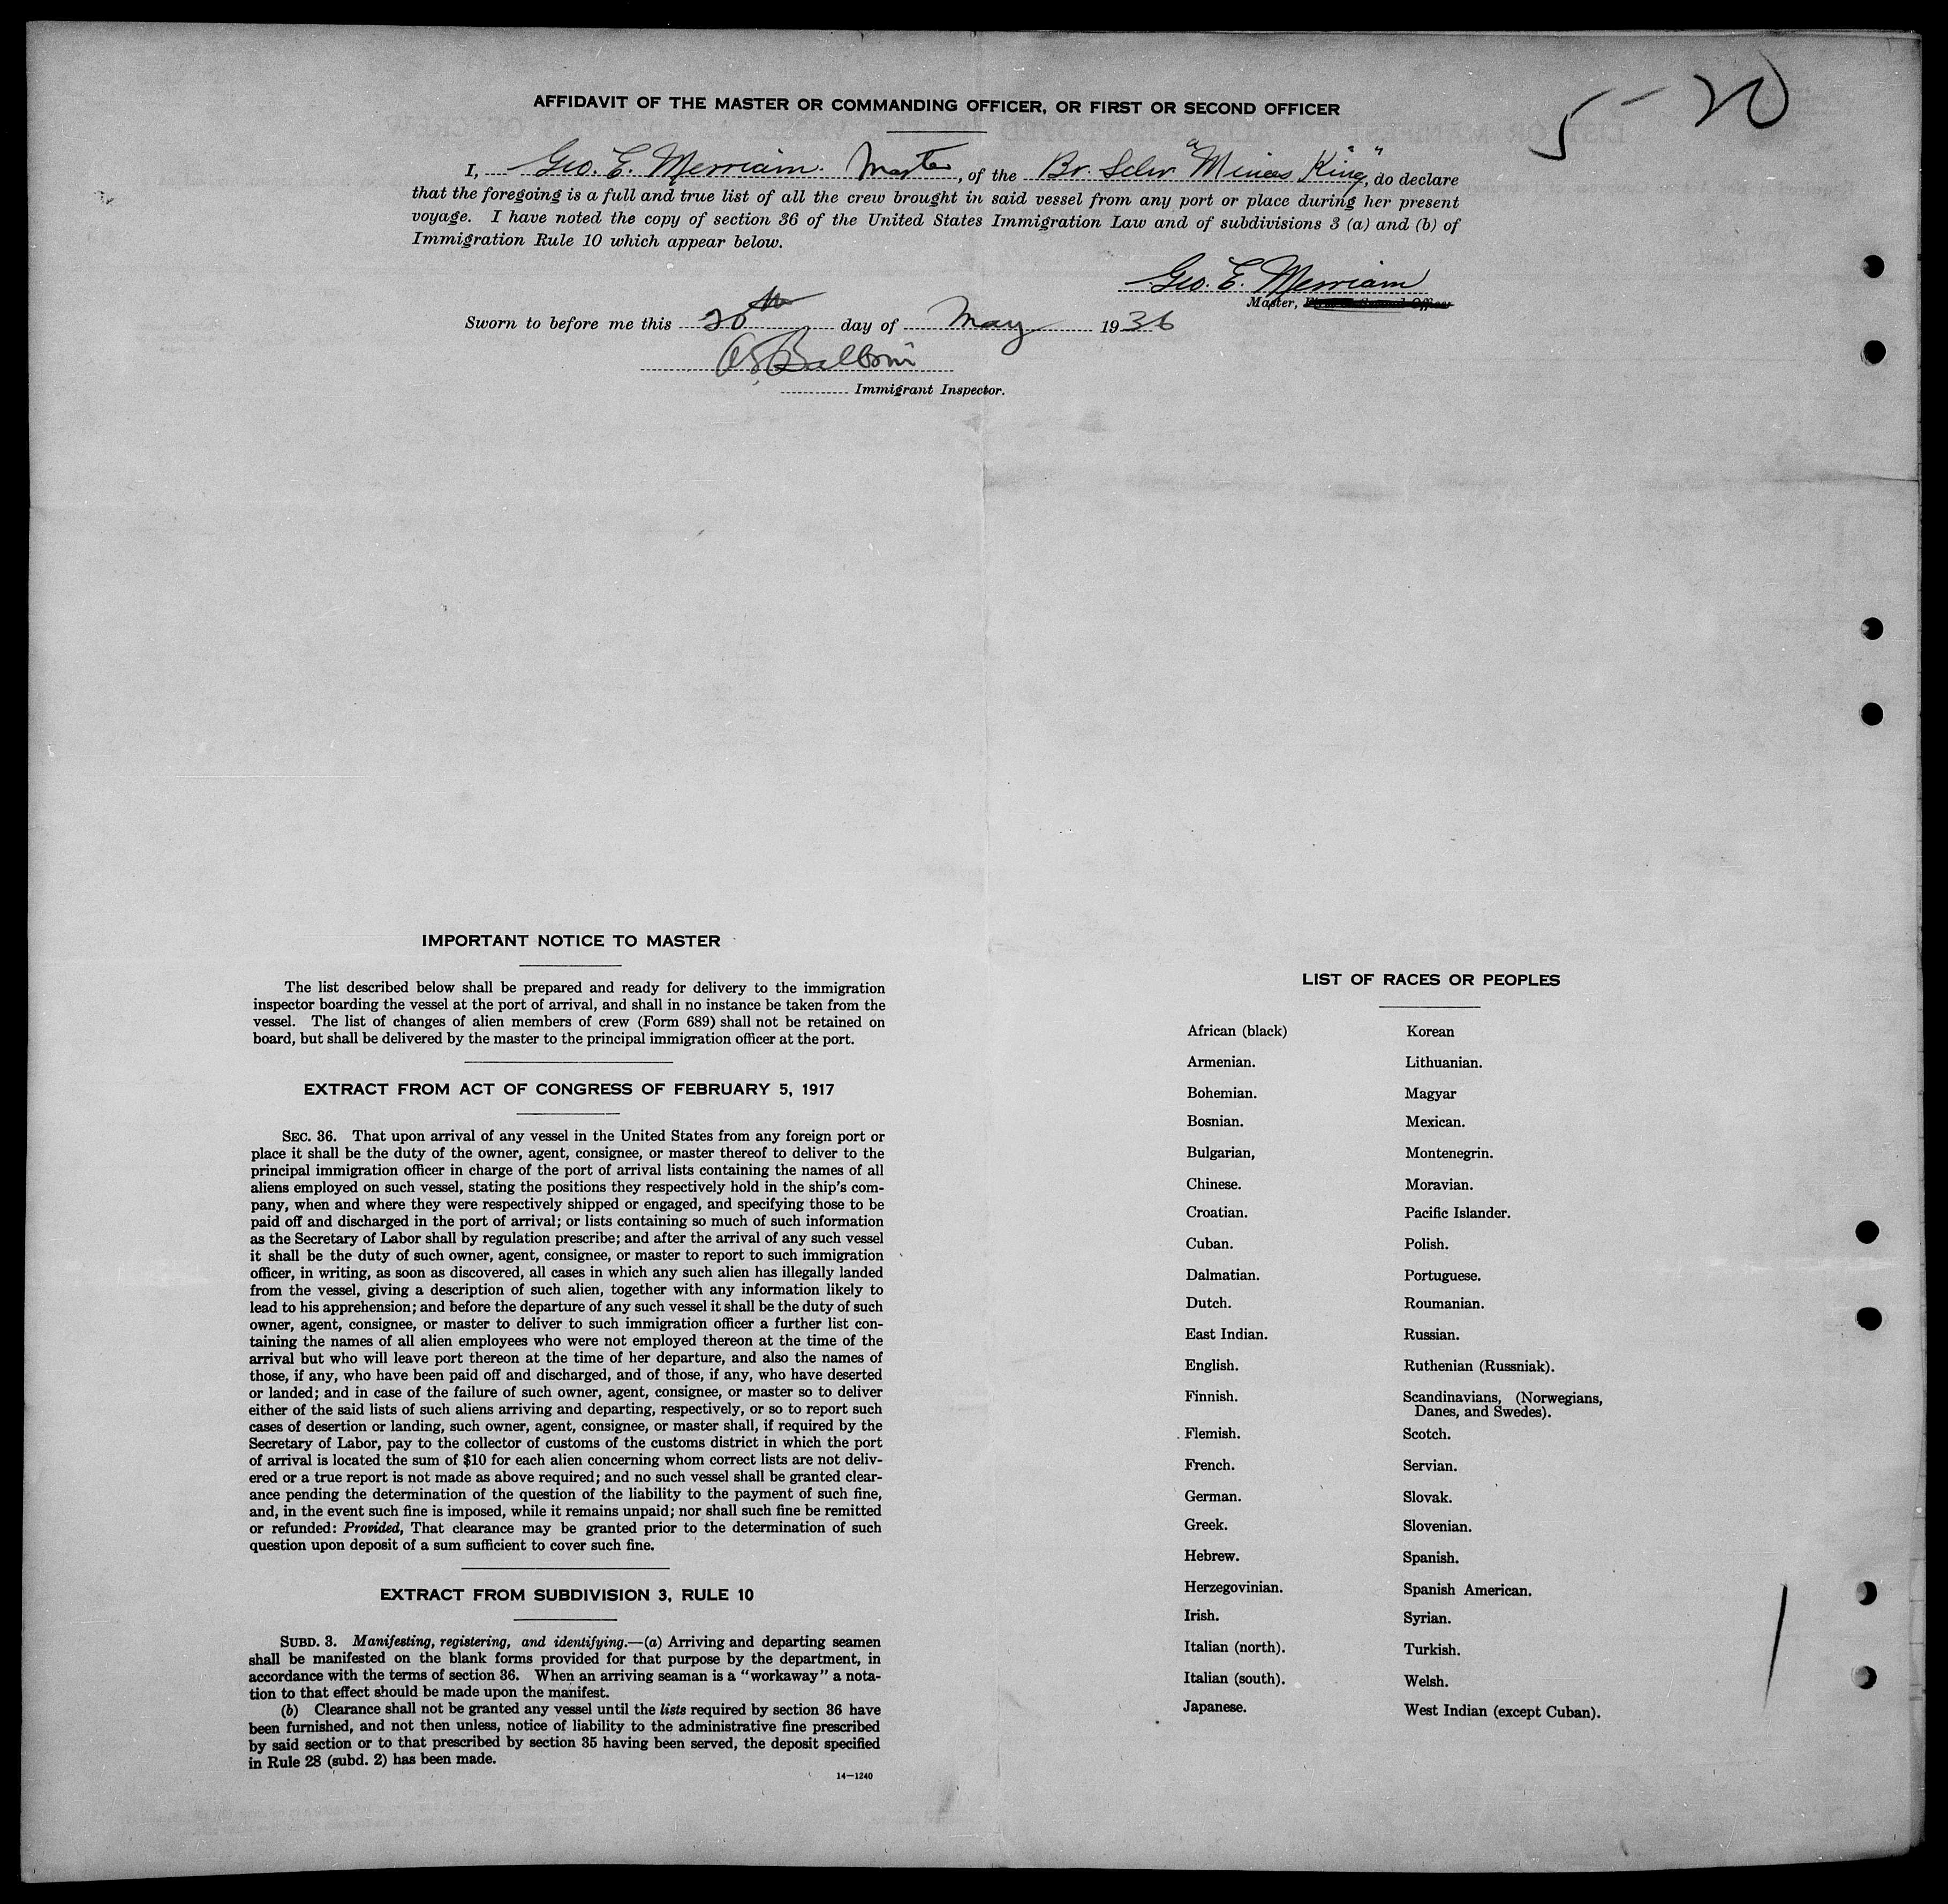 5-20
AFFIDAVIT OF THE MASTER OR COMMANDING OFFICER, OR FIRST OR SECOND OFFICER
I, Geo. E. Merriam. Master, of the Br. Schr "Minas King", do declare
that the foregoing is a full and true list of all the crew brought in said vessel from any port or place during her present
voyage. I have noted the copy of section 36 of the United States Immigration Law and of subdivisions 3 (a) and (b) of
Immigration Rule 10 which appear below.
Geo. E. Merriam
Master, First or Second Officer
Sworn to before me this 20th day of May 1936
Immigrant Inspector.
IMPORTANT NOTICE TO MASTER
The list described below shall be prepared and ready for delivery to the immigration
inspector boarding the vessel at the port of arrival, and shall in no instance be taken from the
vessel. The list of changes of alien members of crew (Form 689) shall not be retained on
board, but shall be delivered by the master to the principal immigration officer at the port.
EXTRACT FROM ACT OF CONGRESS OF FEBRUARY 5, 1917
SEC. 36. That upon arrival of any vessel in the United States from any foreign port or
place it shall be the duty of the owner, agent, consignee, or master thereof to deliver to the
principal immigration officer in charge of the port of arrival lists containing the names of all
aliens employed on such vessel, stating the positions they respectively hold in the ship's com-
pany, when and where they were respectively shipped or engaged, and specifying those to be
paid off and discharged in the port of arrival; or lists containing so much of such information
as the Secretary of Labor shall by regulation prescribe; and after the arrival of any such vessel
it shall be the duty of such owner, agent, consignee, or master to report to such immigration
officer, in writing, as soon as discovered, all cases in which any such alien has illegally landed
from the vessel, giving a description of such alien, together with any information likely to
lead to his apprehension; and before the departure of any such vessel it shall be the duty of such
owner, agent, consignee, or master to deliver to such immigration officer a further list con-
taining the names of all alien employees who were not employed thereon at the time of the
arrival but who will leave port thereon at the time of her departure, and also the names of
those, if any, who have been paid off and discharged, and of those, if any, who have deserted
or landed; and in case of the failure of such owner, agent, consignee, or master so to deliver
either of the said lists of such aliens arriving and departing, respectively, or so to report such
cases of desertion or landing, such owner, agent, consignee, or master shall, if required by the
Secretary of Labor, pay to the collector of customs of the customs district in which the port
of arrival is located the sum of $10 for each alien concerning whom correct lists are not deliv-
ered or a true report is not made as above required; and no such vessel shall be granted clear-
ance pending the determination of the question of the liability to the payment of such fine,
and, in the event such fine is imposed, while it remains unpaid; nor shall such fine be remitted
or refunded: Provided, That clearance may be granted prior to the determination of such
question upon deposit of a sum sufficient to cover such fine.
EXTRACT FROM SUBDIVISION 3, RULE 10
SUBD. 3. Manifesting, registering, and identifying.—(a) Arriving and departing seamen
shall be manifested on the blank forms provided for that purpose by the department, in
accordance with the terms of section 36. When an arriving seaman is a "workaway" a nota-
tion to that effect should be made upon the manifest.
(b) Clearance shall not be granted any vessel until the lists required by section 36 have
been furnished, and not then unless, notice of liability to the administrative fine prescribed
by said section or to that prescribed by section 35 having been served, the deposit specified
in Rule 28 (subd. 2) has been made.
14—1240
LIST OF RACES OR PEOPLES
African (black)
Armenian.
Bohemian.
Bosnian.
Bulgarian,
Chinese.
Croatian.
Cuban.
Dalmatian.
Dutch.
East Indian.
English.
Finnish.
Flemish.
French.
German.
Greek.
Hebrew.
Herzegovinian.
Irish.
Italian (north).
Italian (south).
Japanese.
Korean
Lithuanian.
Magyar
Mexican.
Montenegrin.
Moravian.
Pacific Islander.
Polish.
Portuguese.
Roumanian.
Russian.
Ruthenian (Russniak).
Scandinavians, (Norwegians,
Danes, and Swedes).
Scotch.
Servian.
Slovak.
Slovenian.
Spanish.
Spanish American.
Syrian.
Turkish.
Welsh.
West Indian (except Cuban).